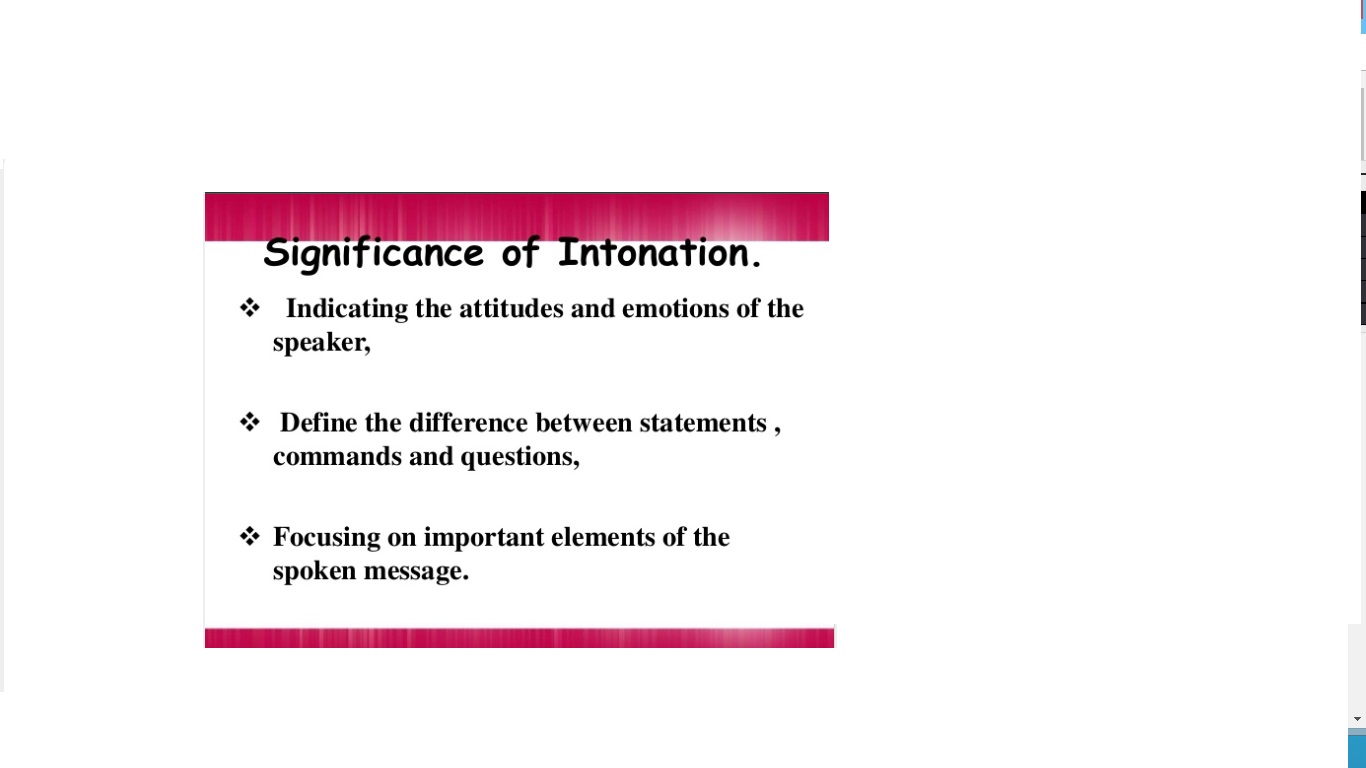 Significance of Intonation.
❖ Indicating the attitudes and emotions of the
speaker,
❖ Define the difference between statements ,
commands and questions,
❖ Focusing on important elements of the
spoken message.